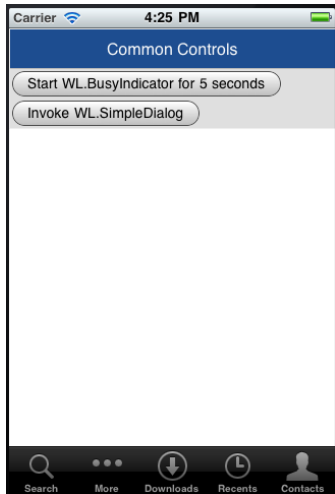 Carrier 4:25 PM
Common Controls
Start WL.BusyIndicator for 5 seconds
Invoke WL.SimpleDialog
Search More Downloads Recents Contacts